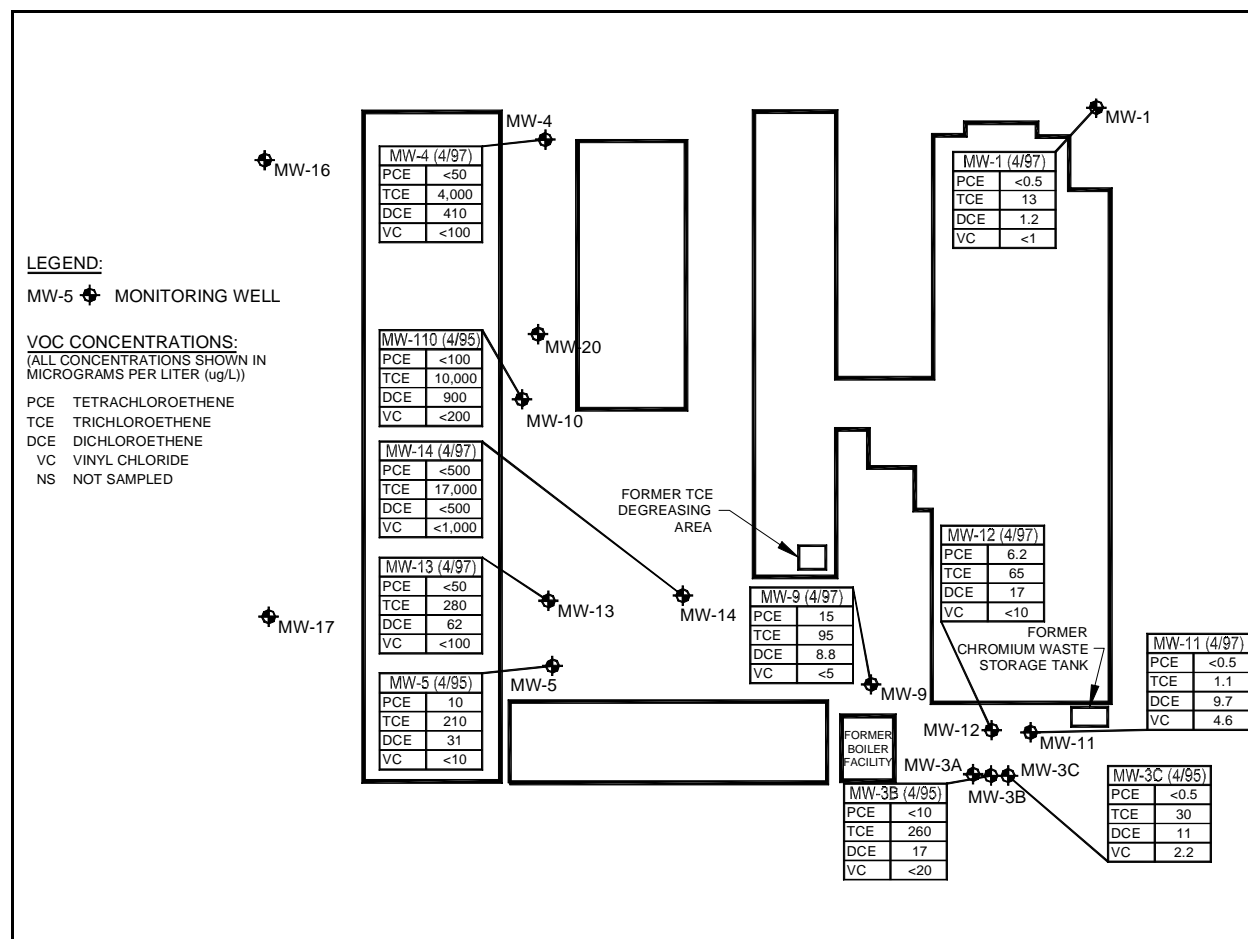 MW-4
MW-1
MW-16
MW-4 (4/97)
PCE <50
TCE 4,000
DCE 410
VC <100
MW-1 (4/97)
PCE <0.5
TCE 13
DCE 1.2
VC <1
LEGEND:
MW-5 MONITORING WELL
VOC CONCENTRATIONS:
(ALL CONCENTRATIONS SHOWN IN
MICROGRAMS PER LITER (ug/L))
PCE TETRACHLOROETHENE
TCE TRICHLOROETHENE
DCE DICHLOROETHENE
VC VINYL CHLORIDE
NS NOT SAMPLED
MW-110 (4/95)
PCE <100
TCE 10,000
DCE 900
VC <200
MW-20
MW-10
MW-14 (4/97)
PCE <500
TCE 17,000
DCE <500
VC <1,000
FORMER TCE
DEGREASING
AREA
MW-13 (4/97)
PCE <50
TCE 280
DCE 62
VC <100
MW-13
MW-14
MW-17
MW-12 (4/97)
PCE 6.2
TCE 65
DCE 17
VC <10
MW-9 (4/97)
PCE 15
TCE 95
DCE 8.8
VC <5
FORMER
CHROMIUM WASTE
STORAGE TANK
MW-11 (4/97)
PCE <0.5
TCE 1.1
DCE 9.7
VC 4.6
MW-5
MW-5 (4/95)
PCE 10
TCE 210
DCE 31
VC <10
MW-9
MW-12
MW-11
FORMER
BOILER
FACILITY
MW-3A
MW-3C
MW-3B
MW-3B (4/95)
PCE <10
TCE 260
DCE 17
VC <20
MW-3C (4/95)
PCE <0.5
TCE 30
DCE 11
VC 2.2